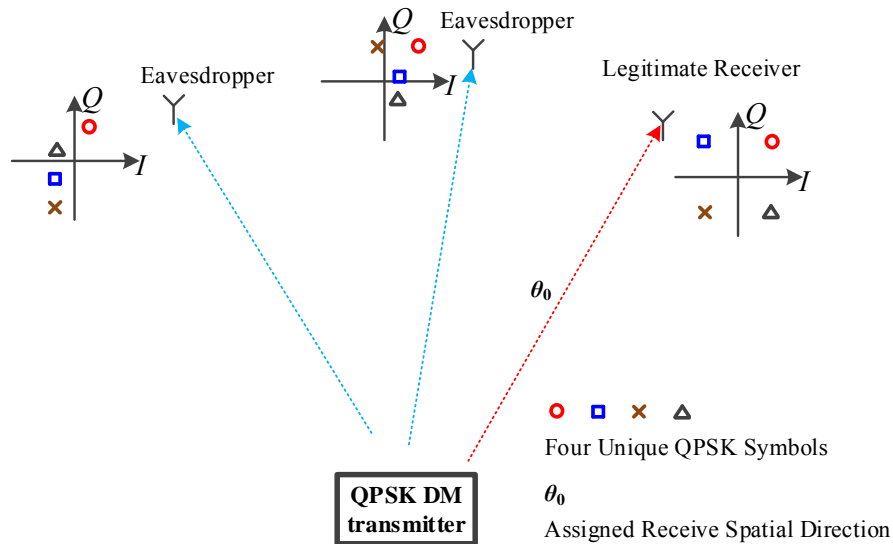 Eavesdropper
Q
I
Eavesdropper
Q
I
Legitimate Receiver
Q
I
θ₀
QPSK DM
transmitter
Four Unique QPSK Symbols
θ₀
Assigned Receive Spatial Direction